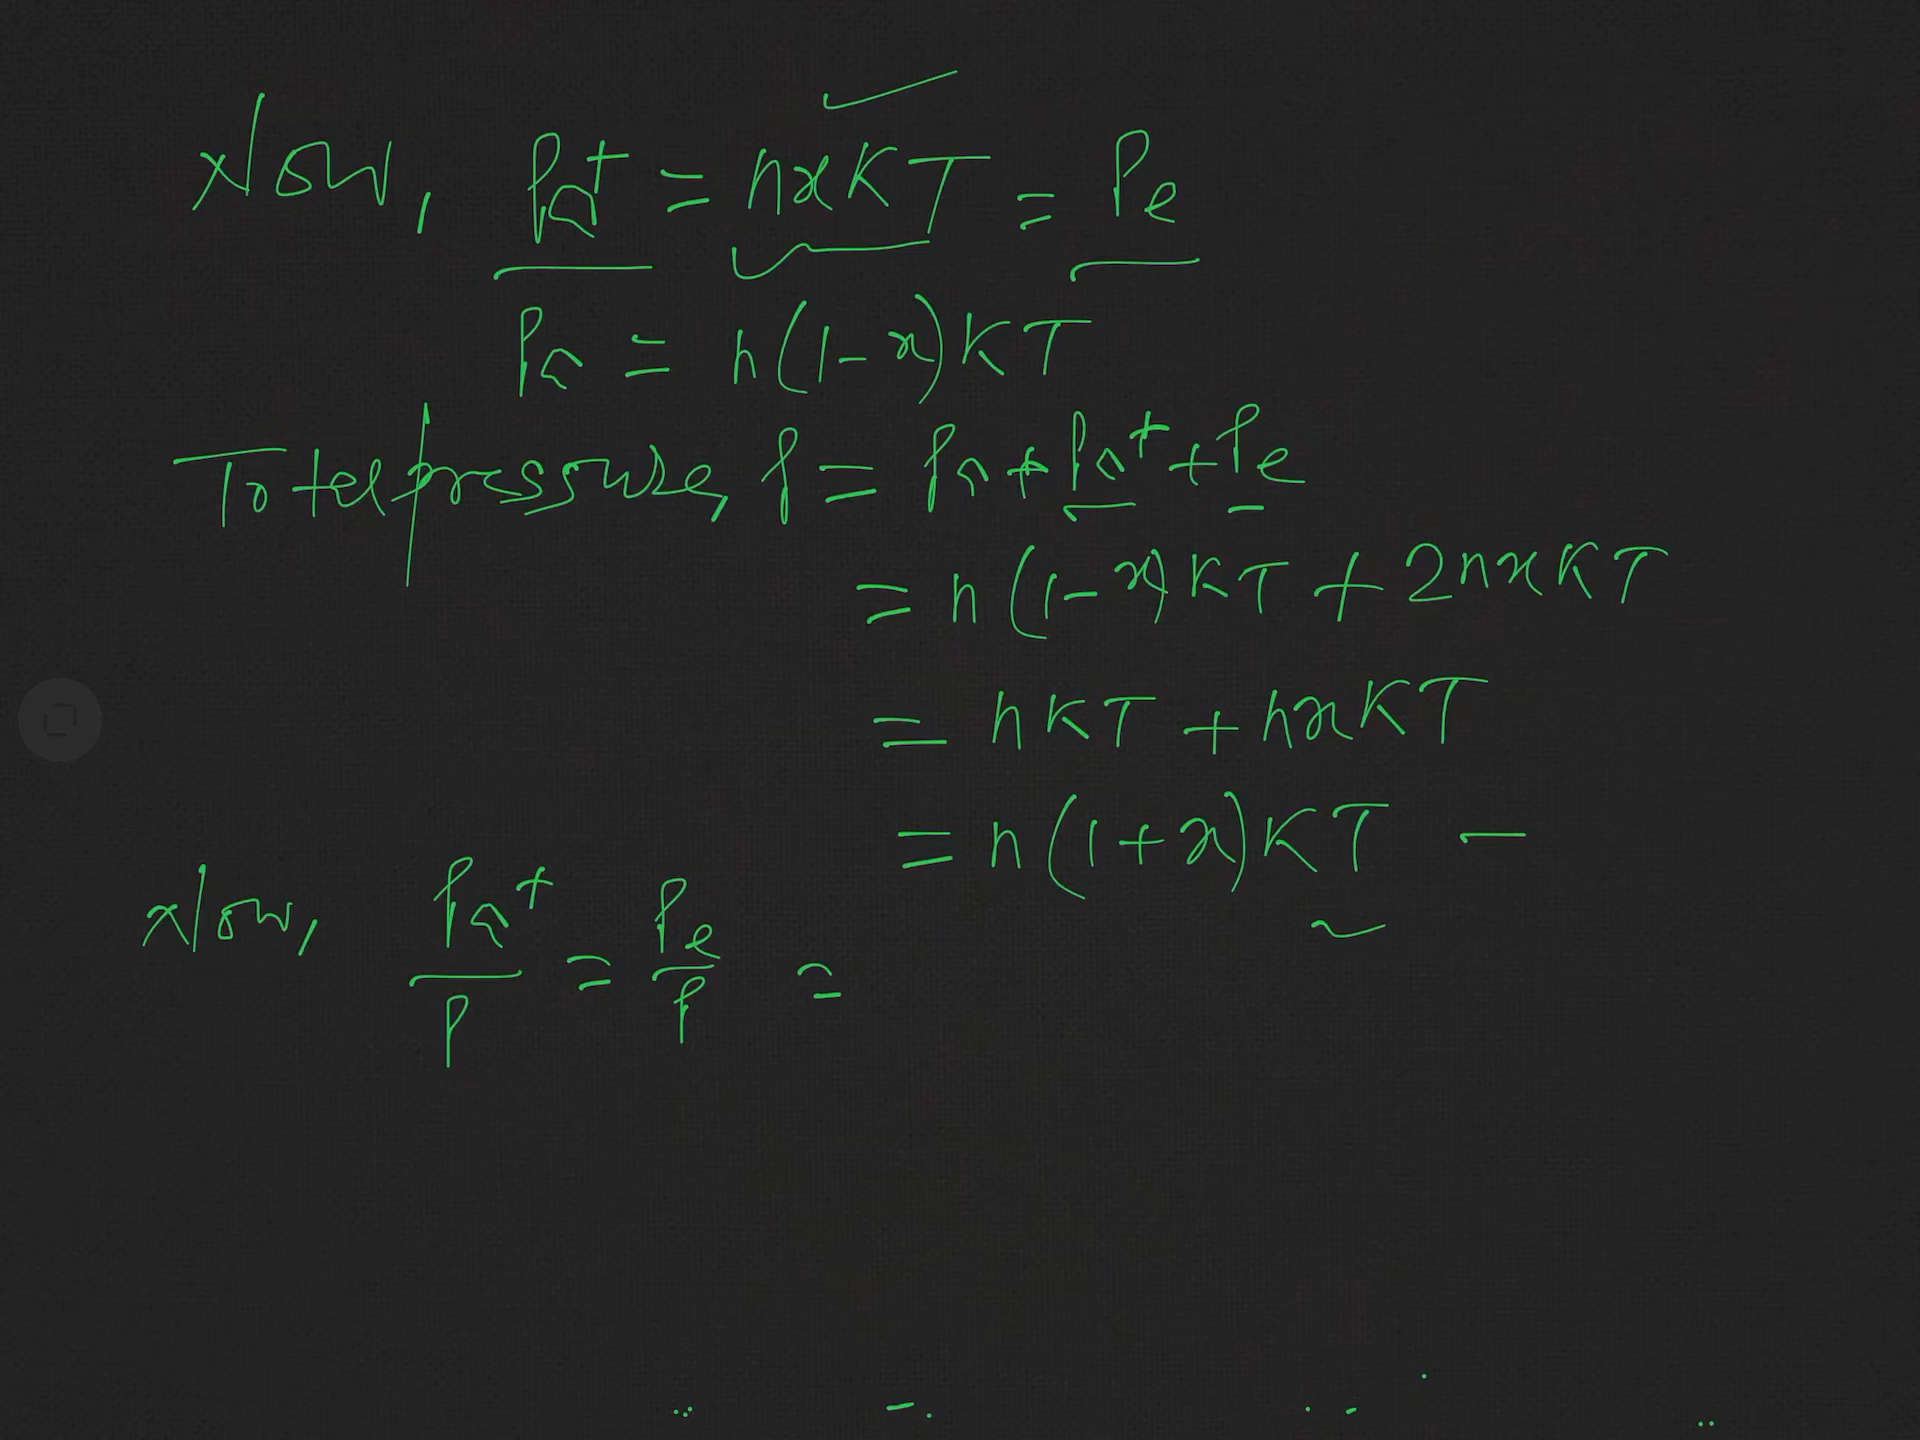 Now, Pa⁺ = nxKT = Pe
Pa = n(1-x)KT
Total pressure, P = Pa + Pa⁺ + Pe
= n(1-x)KT + 2nxKT
= nKT + nxKT
= n(1+x)KT —
Now, Pa⁺/P = Pe/P =